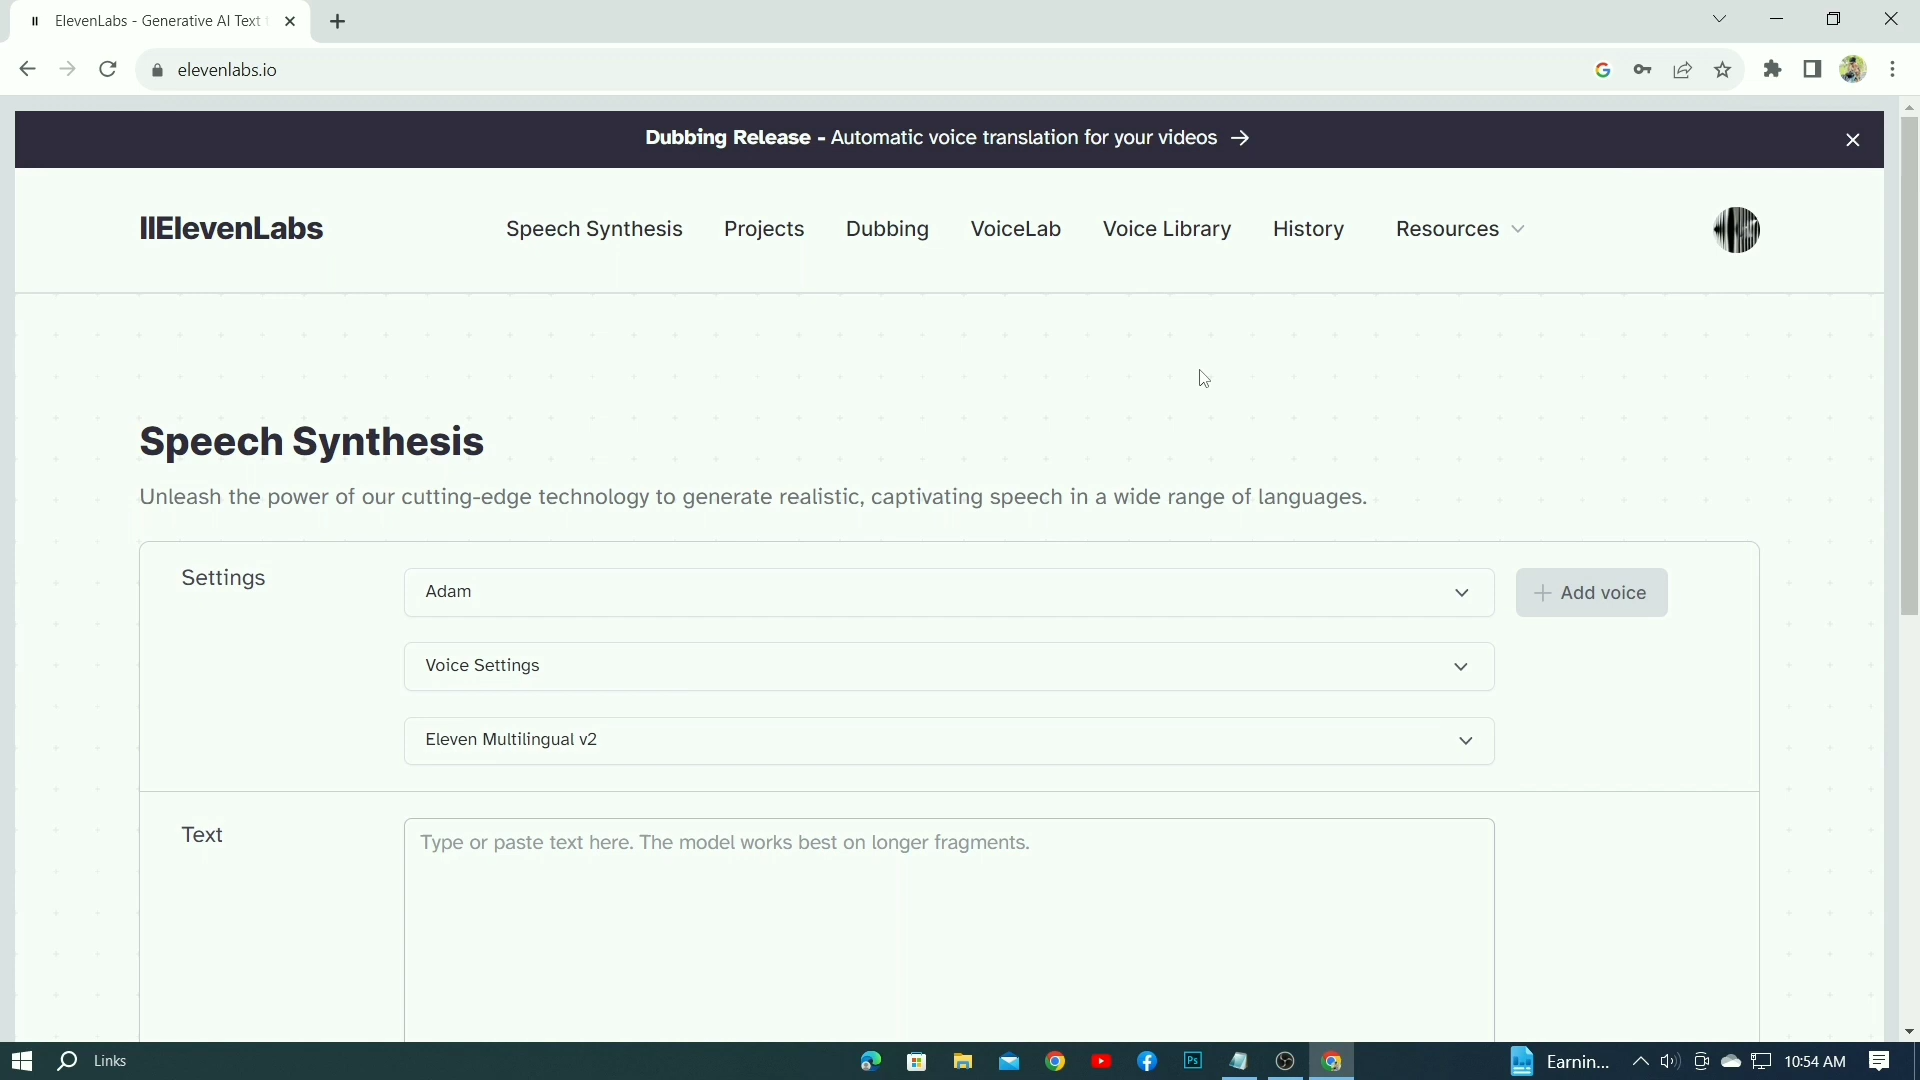 ElevenLabs - Generative AI Text
elevenlabs.io
Dubbing Release - Automatic voice translation for your videos →
IIElevenLabs
Speech Synthesis
Projects
Dubbing
VoiceLab
Voice Library
History
Resources
Speech Synthesis
Unleash the power of our cutting-edge technology to generate realistic, captivating speech in a wide range of languages.
Settings
Adam
+ Add voice
Voice Settings
Eleven Multilingual v2
Text
Type or paste text here. The model works best on longer fragments.
Links
Ps
Earnin...
10:54 AM